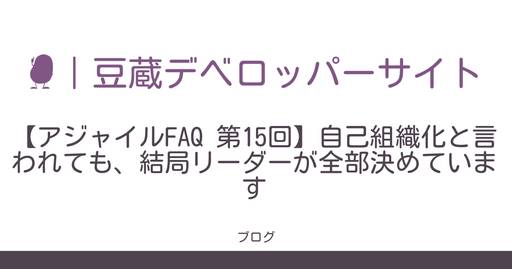 ｜豆蔵デベロッパーサイト
【アジャイルFAQ 第15回】自己組織化と言
われても、結局リーダーが全部決めていま
す
ブログ